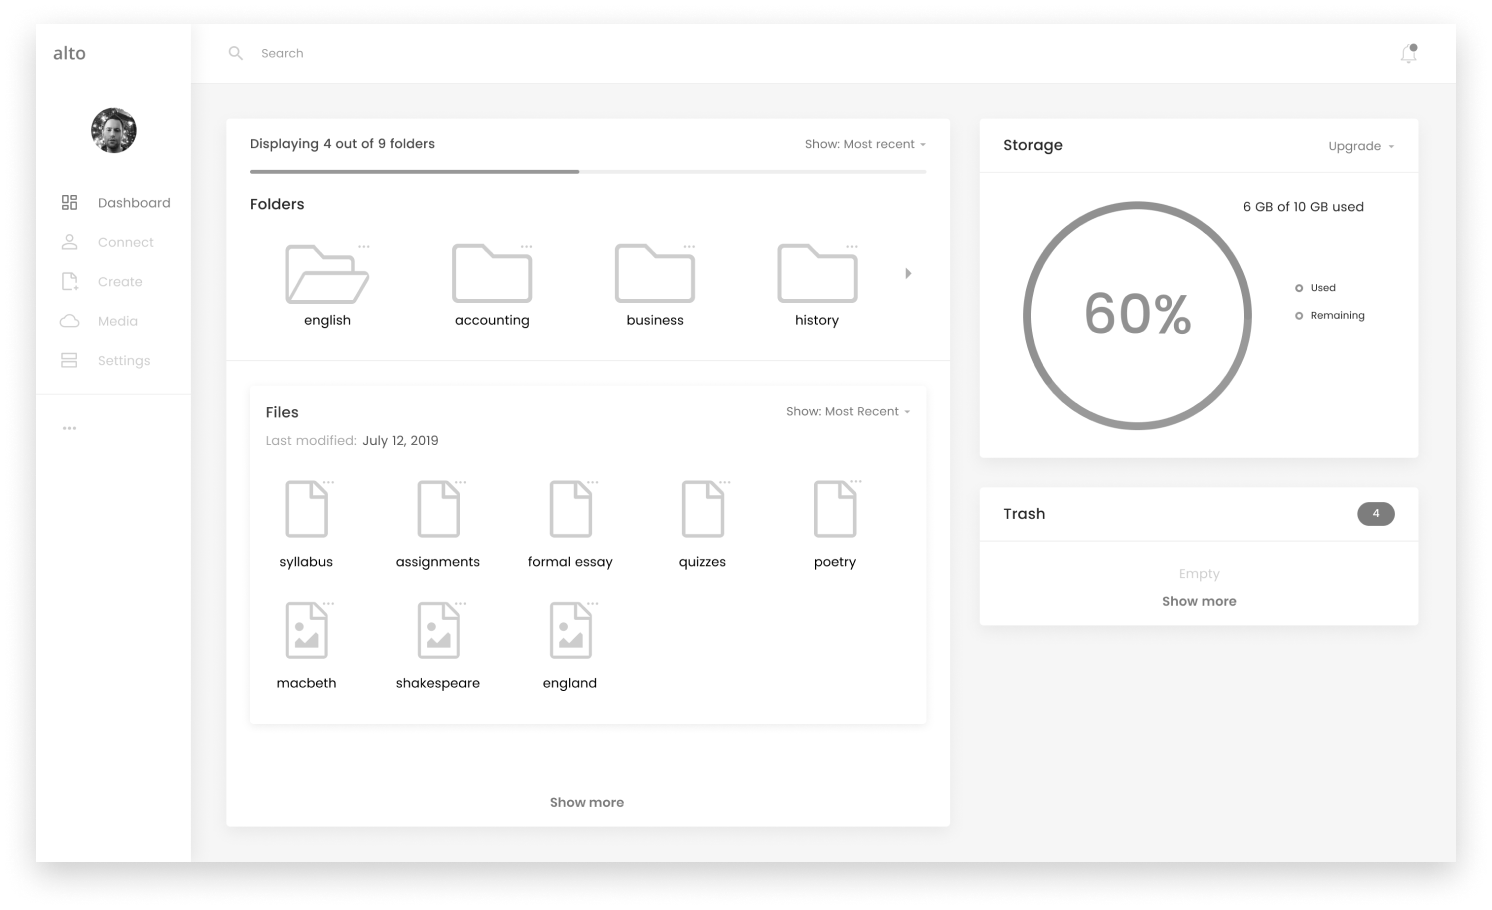 alto
Search
Dashboard
Connect
Create
Media
Settings
Displaying 4 out of 9 folders
Show: Most recent
Folders
english
accounting
business
history
Files
Show: Most Recent
Last modified: July 12, 2019
syllabus
assignments
formal essay
quizzes
poetry
macbeth
shakespeare
england
Show more
Storage
Upgrade
6 GB of 10 GB used
60%
Used
Remaining
Trash
4
Empty
Show more